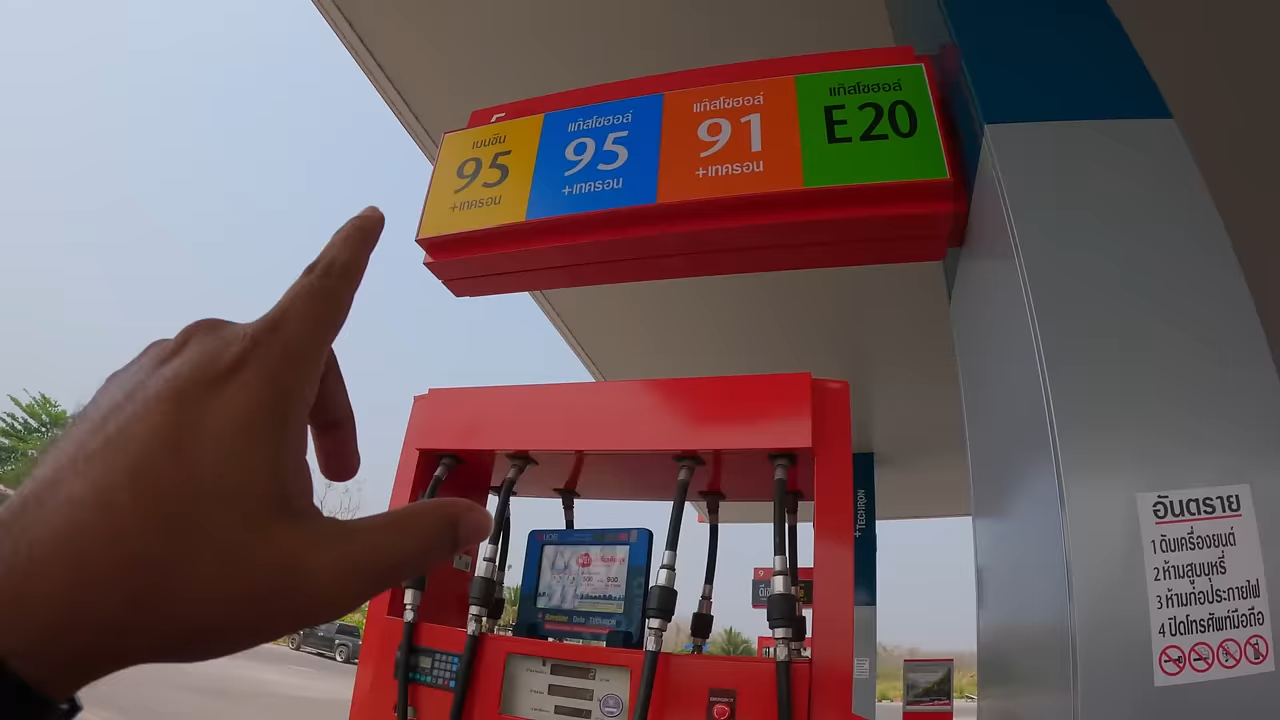 เบนซิน
95
+เทครอน
แก๊สโซฮอล์
95
+เทครอน
แก๊สโซฮอล์
91
+เทครอน
แก๊สโซฮอล์
E20
+TECHRON
UOB
500
900
TECHRON
9
อันตราย
1 ดับเครื่องยนต์
2 ห้ามสูบบุหรี่
3 ห้ามก่อประกายไฟ
4 ปิดโทรศัพท์มือถือ